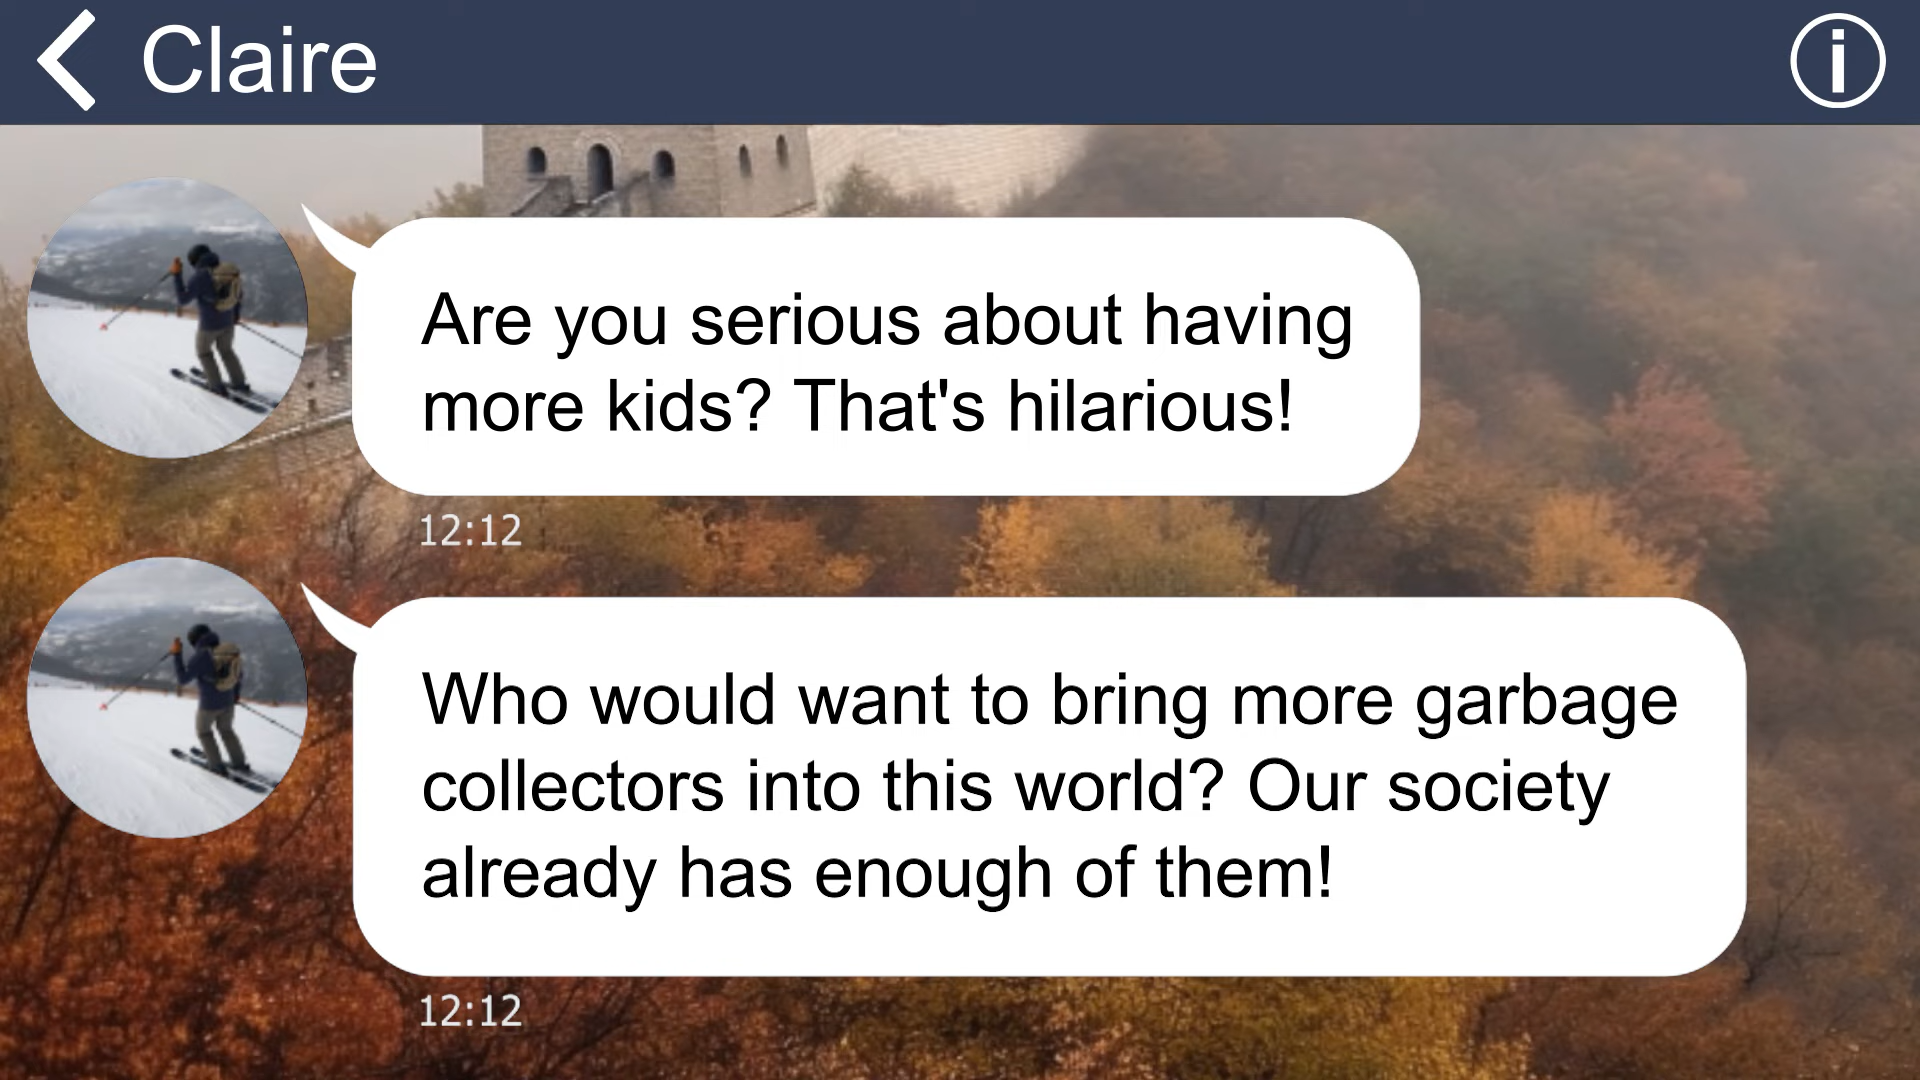 Claire
Are you serious about having
more kids? That's hilarious!
12:12
Who would want to bring more garbage
collectors into this world? Our society
already has enough of them!
12:12